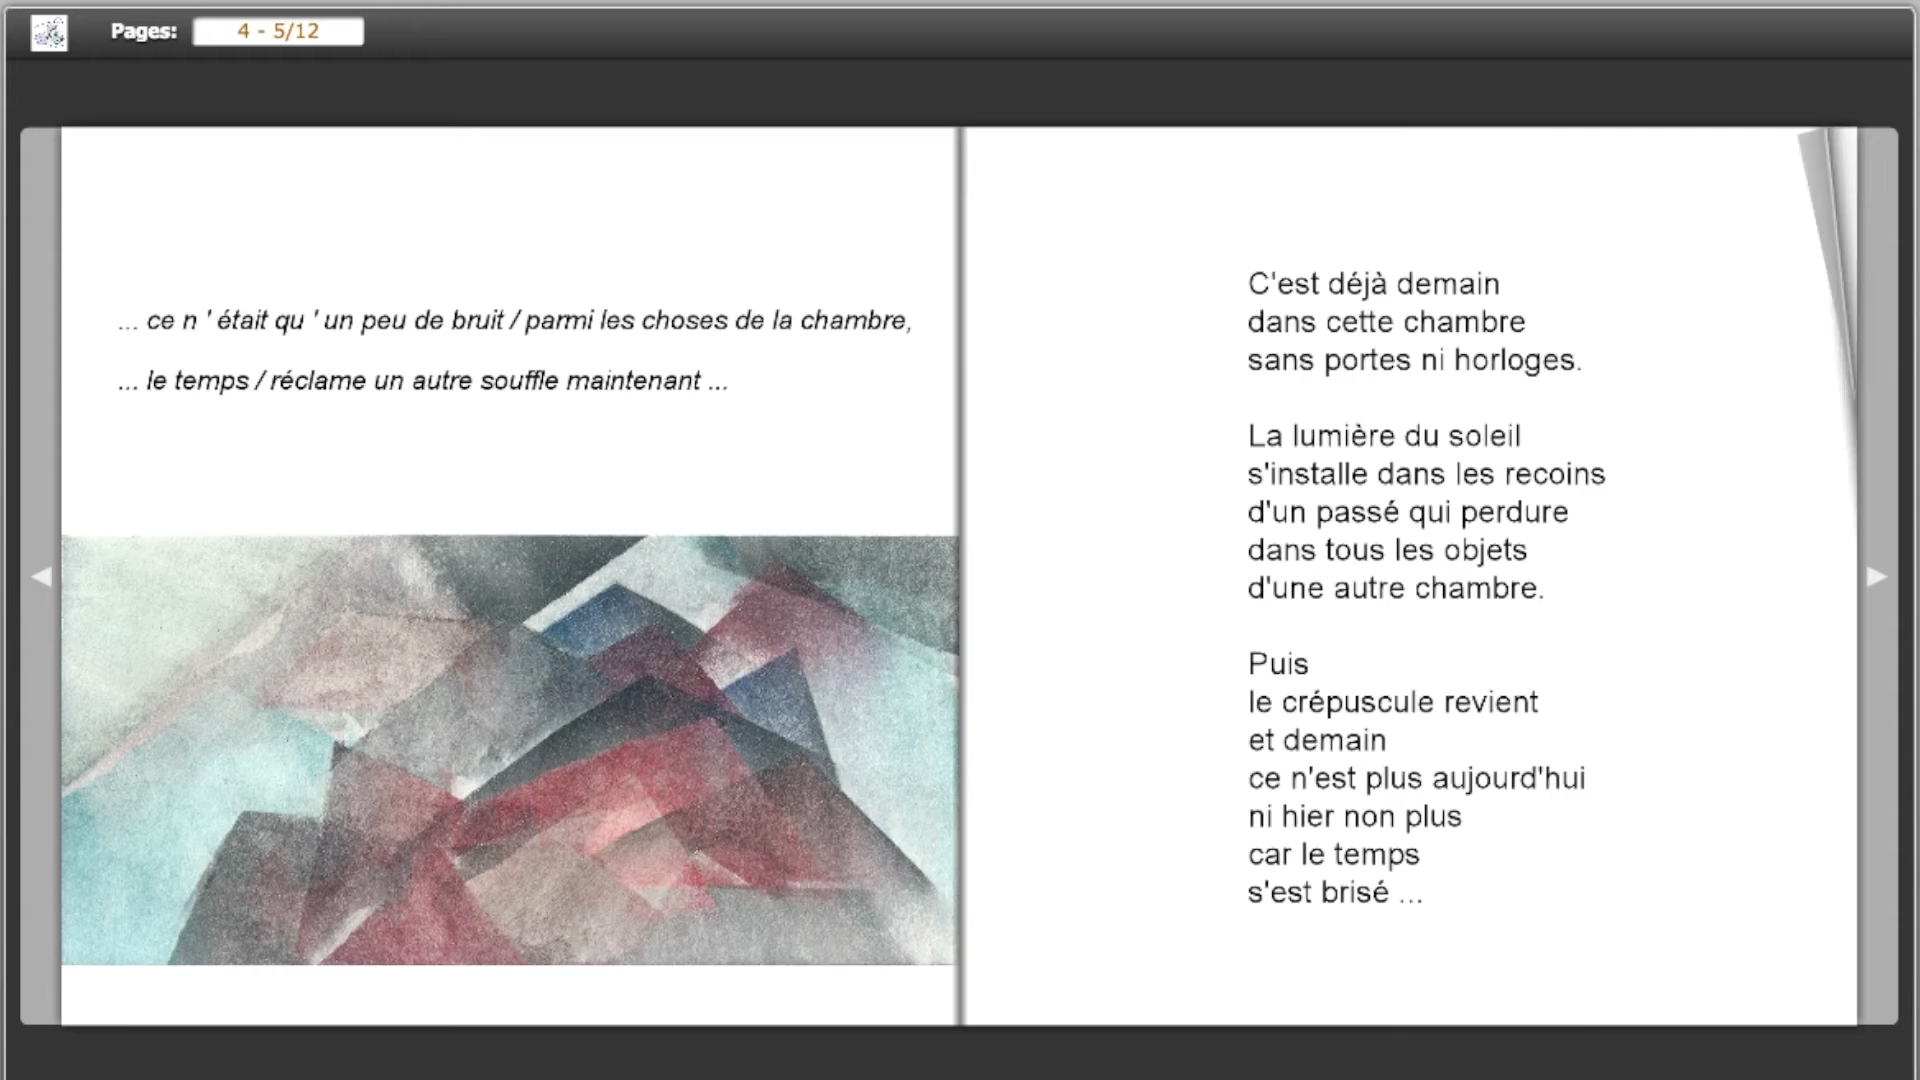 Pages: 4 - 5/12
... ce n ' était qu ' un peu de bruit / parmi les choses de la chambre,
... le temps / réclame un autre souffle maintenant ...
C'est déjà demain
dans cette chambre
sans portes ni horloges.
La lumière du soleil
s'installe dans les recoins
d'un passé qui perdure
dans tous les objets
d'une autre chambre.
Puis
le crépuscule revient
et demain
ce n'est plus aujourd'hui
ni hier non plus
car le temps
s'est brisé ...